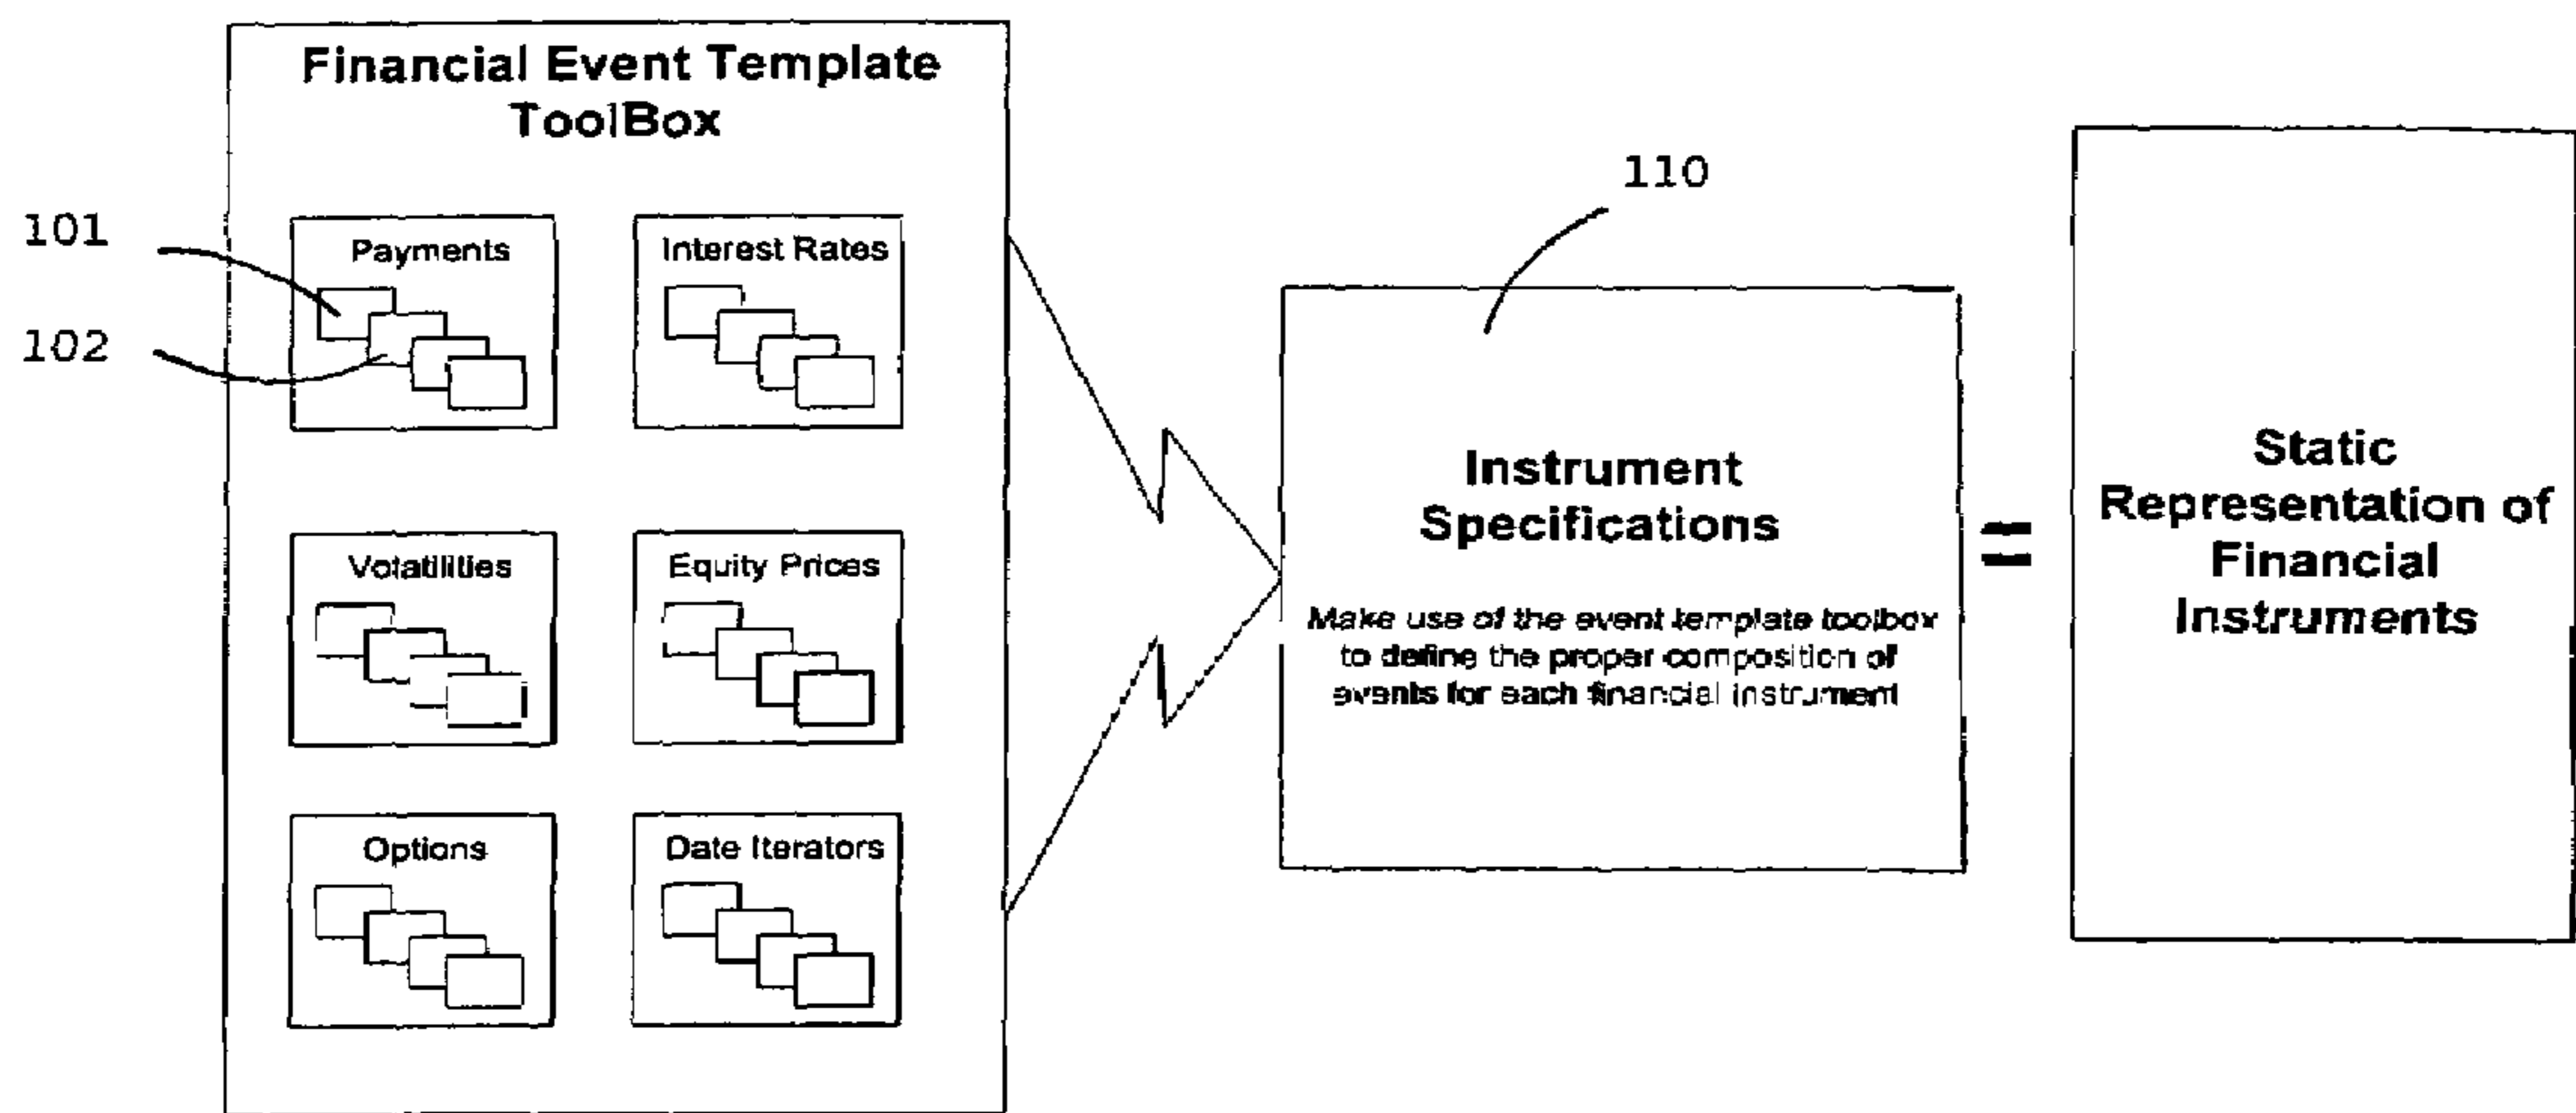 Financial Event Template
ToolBox
101
102
Payments
Interest Rates
Volatilities
Equity Prices
Options
Date Iterators
110
Instrument
Specifications
Make use of the event template toolbox
to define the proper composition of
events for each financial instrument
=
Static
Representation of
Financial
Instruments